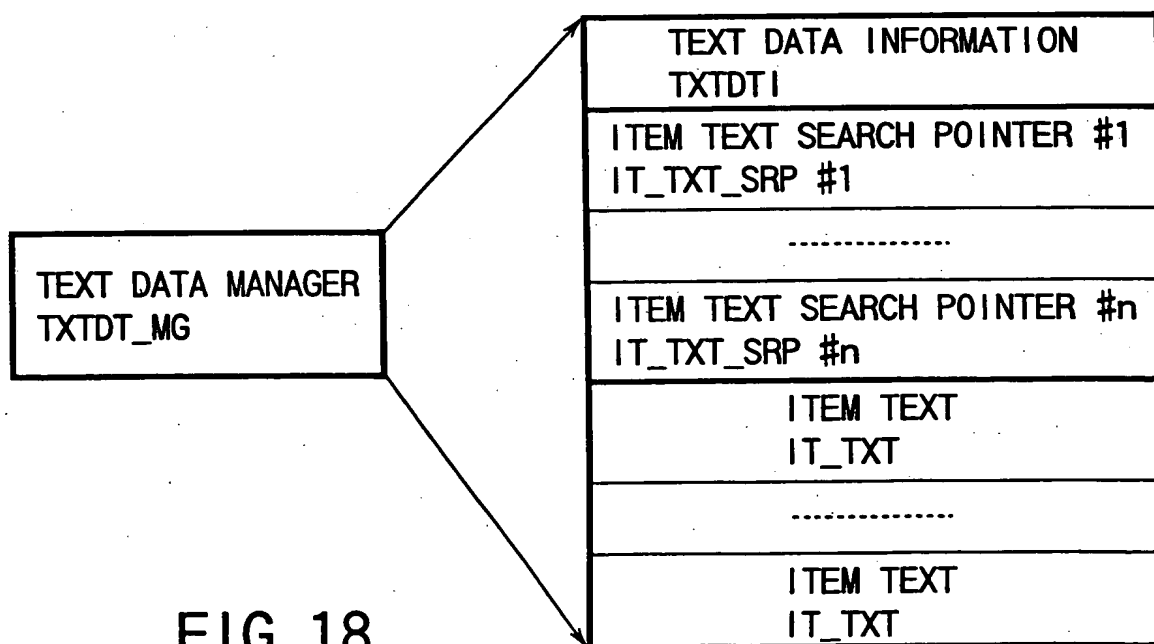 TEXT DATA MANAGER
TXTDT_MG
TEXT DATA INFORMATION
TXTDTI
ITEM TEXT SEARCH POINTER #1
IT_TXT_SRP #1
----------------
ITEM TEXT SEARCH POINTER #n
IT_TXT_SRP #n
ITEM TEXT
IT_TXT
----------------
ITEM TEXT
IT_TXT
FIG. 18